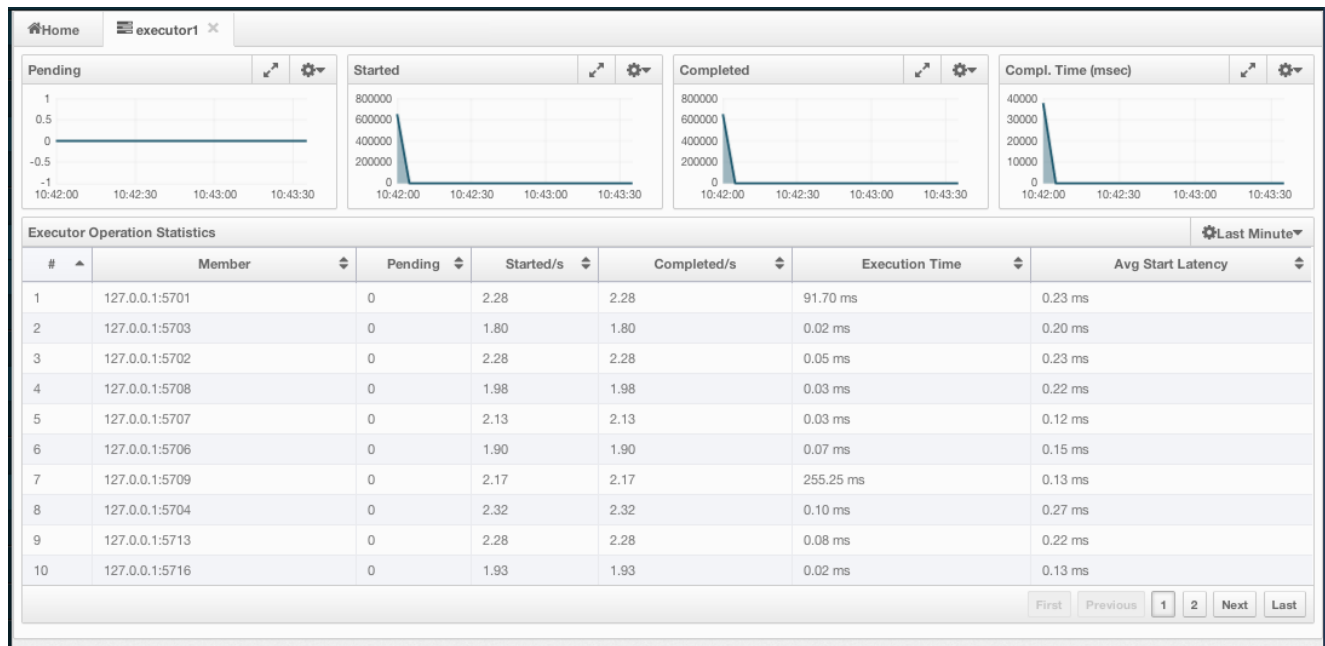 Home executor1
Pending Started Completed Compl. Time (msec)
1
0.5
0
-0.5
-1
10:42:00 10:42:30 10:43:00 10:43:30
800000
600000
400000
200000
0
10:42:00 10:42:30 10:43:00 10:43:30
800000
600000
400000
200000
0
10:42:00 10:42:30 10:43:00 10:43:30
40000
30000
20000
10000
0
10:42:00 10:42:30 10:43:00 10:43:30
Executor Operation Statistics Last Minute
# Member Pending Started/s Completed/s Execution Time Avg Start Latency
1 127.0.0.1:5701 0 2.28 2.28 91.70 ms 0.23 ms
2 127.0.0.1:5703 0 1.80 1.80 0.02 ms 0.20 ms
3 127.0.0.1:5702 0 2.28 2.28 0.05 ms 0.23 ms
4 127.0.0.1:5708 0 1.98 1.98 0.03 ms 0.22 ms
5 127.0.0.1:5707 0 2.13 2.13 0.03 ms 0.12 ms
6 127.0.0.1:5706 0 1.90 1.90 0.07 ms 0.15 ms
7 127.0.0.1:5709 0 2.17 2.17 255.25 ms 0.13 ms
8 127.0.0.1:5704 0 2.32 2.32 0.10 ms 0.27 ms
9 127.0.0.1:5713 0 2.28 2.28 0.08 ms 0.22 ms
10 127.0.0.1:5716 0 1.93 1.93 0.02 ms 0.13 ms
First Previous 1 2 Next Last